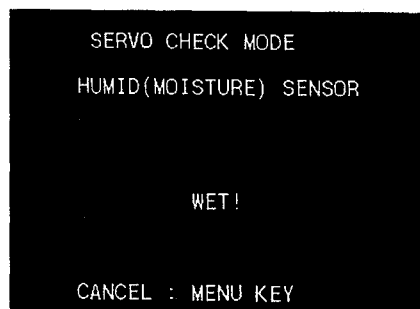 SERVO CHECK MODE
HUMID(MOISTURE) SENSOR
WET!
CANCEL : MENU KEY